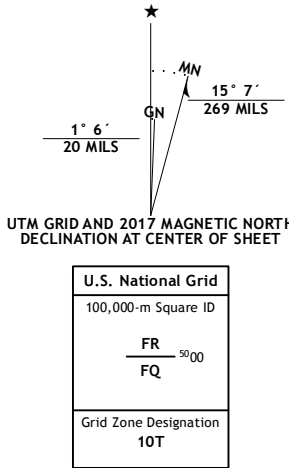 MN
GN
15° 7´
269 MILS
1° 6´
20 MILS
UTM GRID AND 2017 MAGNETIC NORTH
DECLINATION AT CENTER OF SHEET
U.S. National Grid
100,000-m Square ID
FR
5000
FQ
Grid Zone Designation
10T